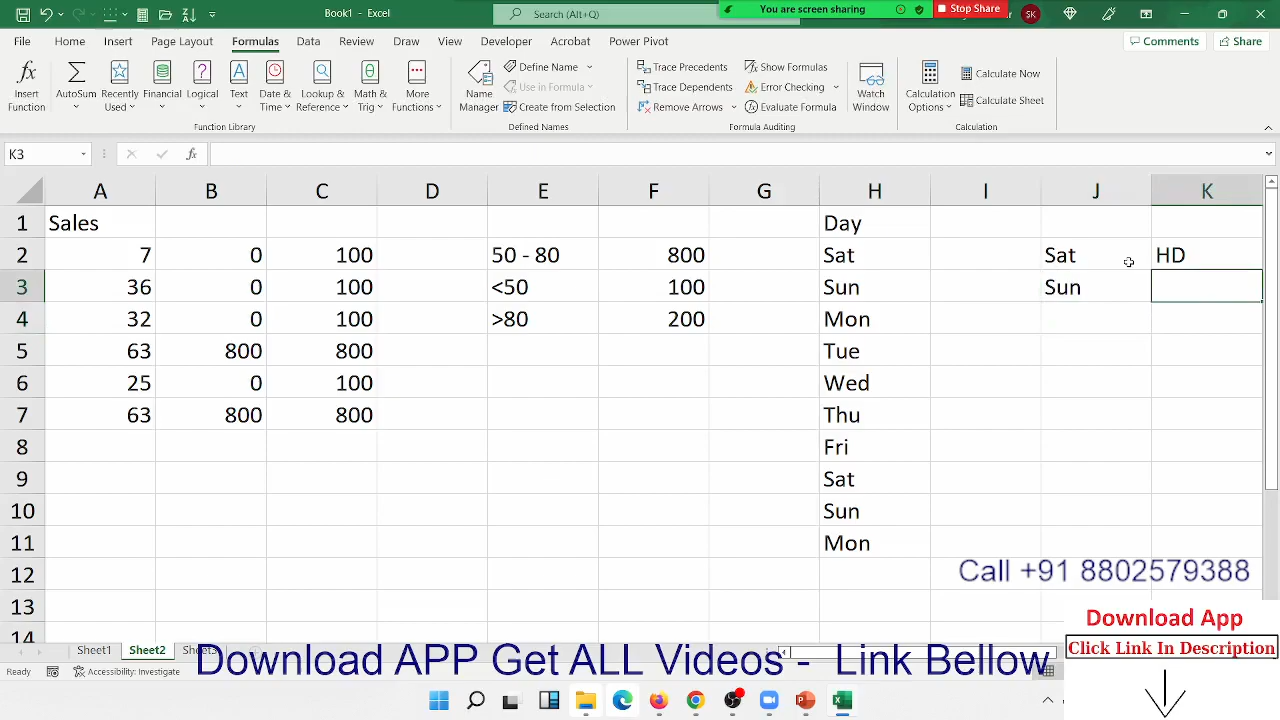 Book1 - Excel
Search (Alt+Q)
You are screen sharing
Stop Share
SK
File Home Insert Page Layout Formulas Data Review View Draw Developer Acrobat Power Pivot
Comments Share
Insert Function
AutoSum
Recently Used
Financial
Logical
Text
Date & Time
Lookup & Reference
Math & Trig
More Functions
Function Library
Name Manager
Define Name
Use in Formula
Create from Selection
Defined Names
Trace Precedents
Trace Dependents
Remove Arrows
Show Formulas
Error Checking
Evaluate Formula
Watch Window
Formula Auditing
Calculation Options
Calculate Now
Calculate Sheet
Calculation
K3 fx
A B C D E F G H I J K
1 Sales Day
2 7 0 100 50 - 80 800 Sat Sat HD
3 36 0 100 <50 100 Sun Sun
4 32 0 100 >80 200 Mon
5 63 800 800 Tue
6 25 0 100 Wed
7 63 800 800 Thu
8 Fri
9 Sat
10 Sun
11 Mon
12
13
14
Call +91 8802579388
Download App
Click Link In Description
Sheet1 Sheet2
Download APP Get ALL Videos - Link Bellow
Ready Accessibility: Investigate